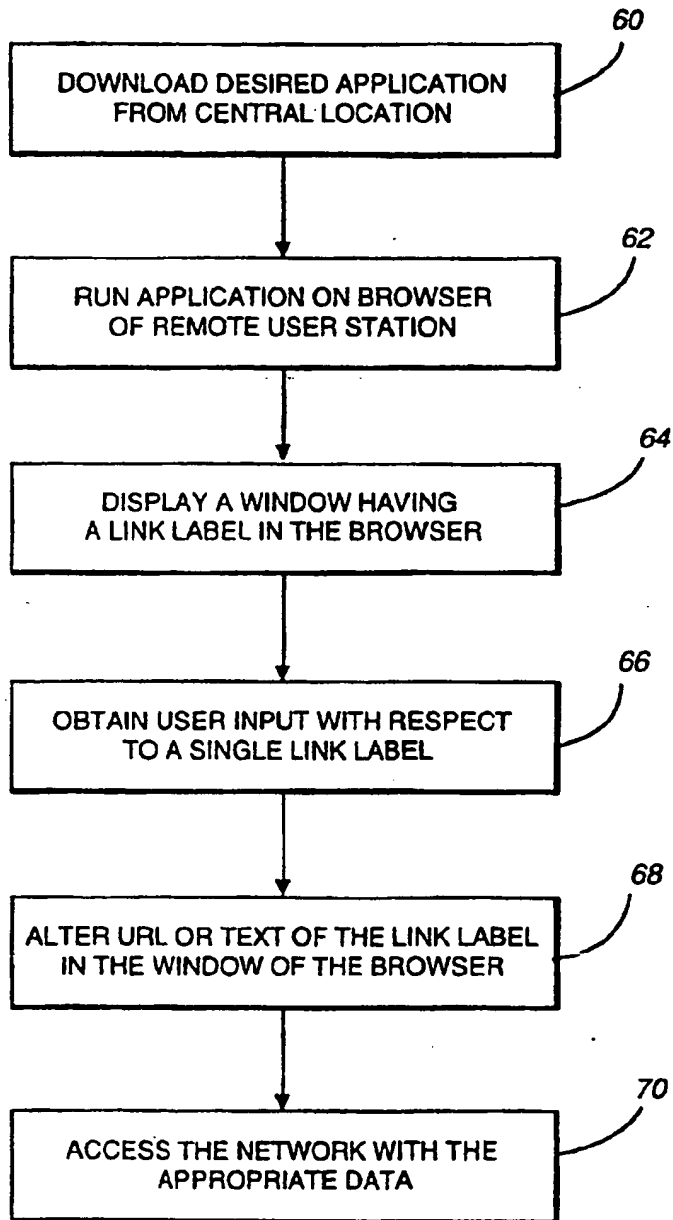 60
DOWNLOAD DESIRED APPLICATION
FROM CENTRAL LOCATION
62
RUN APPLICATION ON BROWSER
OF REMOTE USER STATION
64
DISPLAY A WINDOW HAVING
A LINK LABEL IN THE BROWSER
66
OBTAIN USER INPUT WITH RESPECT
TO A SINGLE LINK LABEL
68
ALTER URL OR TEXT OF THE LINK LABEL
IN THE WINDOW OF THE BROWSER
70
ACCESS THE NETWORK WITH THE
APPROPRIATE DATA